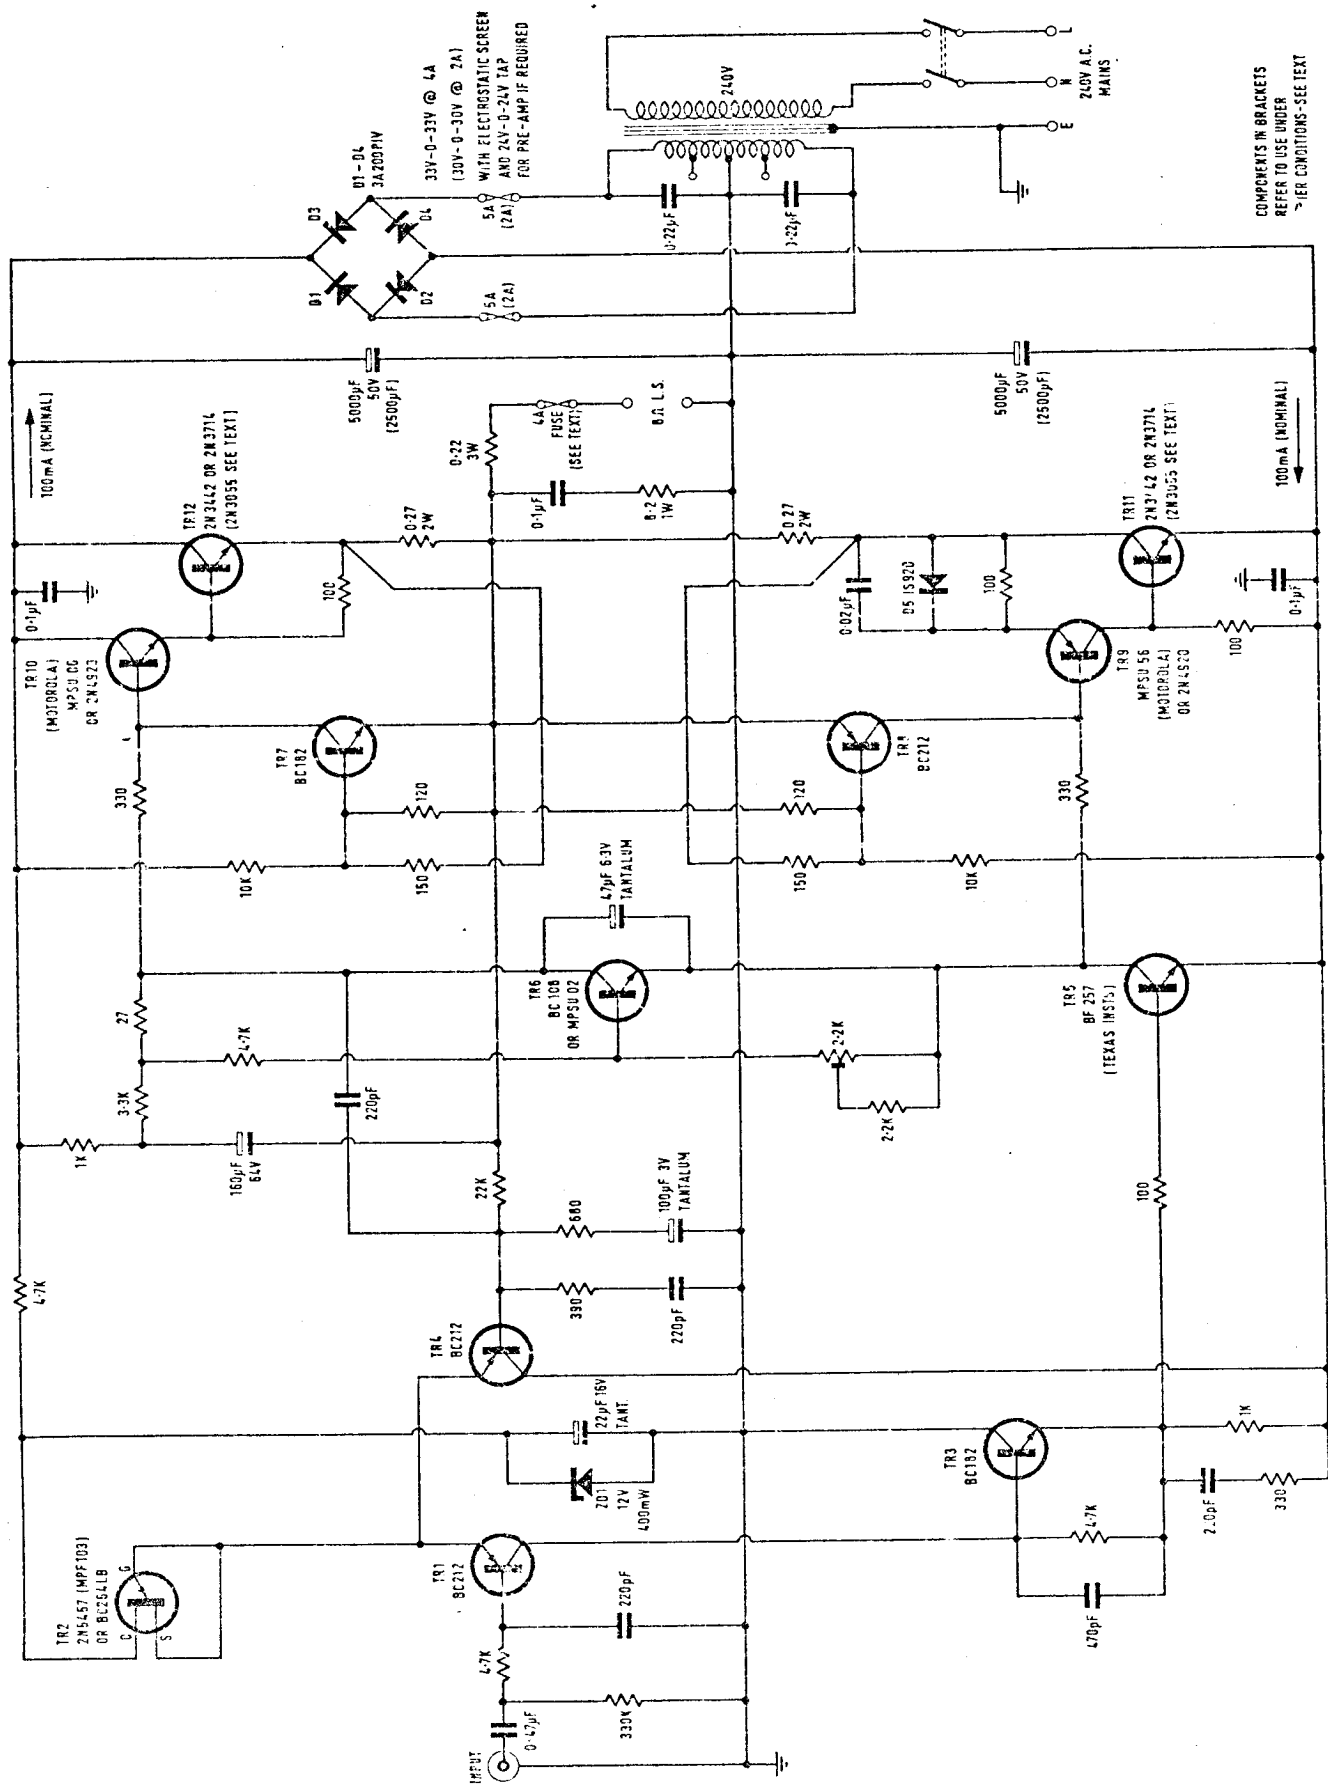 INPUT
0·47µF
330K
4·7K
220pF
TR1
BC212
TR2
2N5457 (MPF103)
OR BC264LB
G
S
4·7K
ZD1
12V
400mW
22µF 16V
TANT.
TR4
BC212
390
220pF
680
100µF 3V
TANTALUM
22K
470pF
4·7K
TR3
BC182
330
1K
100
1K
160µF
64V
3·3K
27
4·7K
220pF
2·2K
2·2K
TR6
BC108
OR MPSU 02
47µF 6·3V
TANTALUM
TR5
BF 257
(TEXAS INSTS)
10K
150
120
150
120
10K
330
330
TR7
BC182
TR8
BC212
TR10
(MOTOROLA)
MPSU 06
OR 2N4923
TR9
MPSU 56
(MOTOROLA)
OR 2N4920
0·1µF
100
100
0·02µF
D5 IS920
100
0·1µF
TR12
2N3442 OR 2N3714
(2N3055 SEE TEXT)
TR11
2N3442 OR 2N3714
(2N3055 SEE TEXT)
0·27
2W
0·27
2W
0·1µF
8·2
1W
0·22
3W
4A
FUSE
(SEE TEXT)
8Ω L.S.
100mA (NOMINAL)
100mA (NOMINAL)
5000µF
50V
(2500µF)
5000µF
50V
(2500µF)
D1
D2
D3
D4
D1-D4
3A 200PIV
5A
(2A)
5A
(2A)
33V-0-33V @ 4A
(30V-0-30V @ 2A)
WITH ELECTROSTATIC SCREEN
AND 24V-0-24V TAP
FOR PRE-AMP IF REQUIRED
0·22µF
0·22µF
240V
L
N
E
240V A.C.
MAINS
COMPONENTS IN BRACKETS
REFER TO USE UNDER
CONDITIONS-SEE TEXT